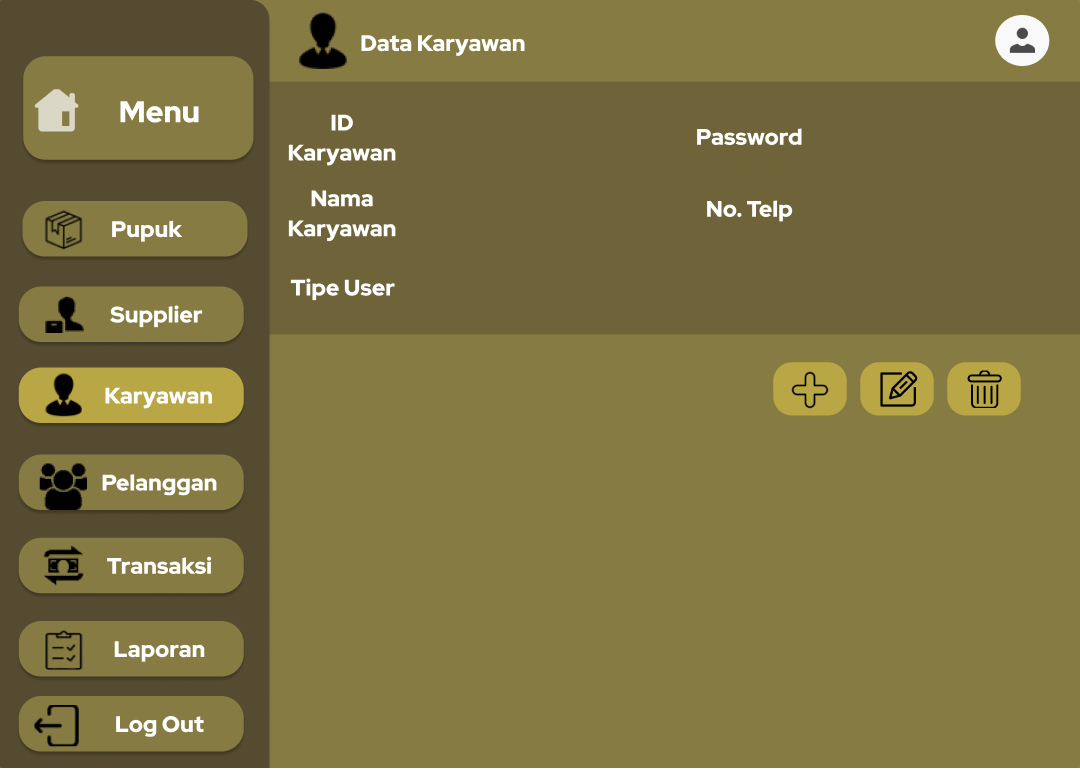 Menu
Pupuk
Supplier
Karyawan
Pelanggan
Transaksi
Laporan
Log Out
Data Karyawan
ID
Karyawan
Nama
Karyawan
Tipe User
Password
No. Telp